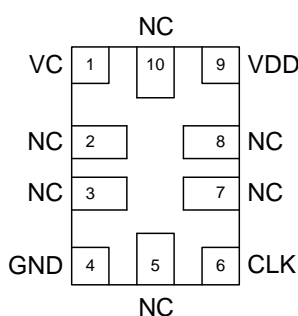 NC
VC 1 10 9 VDD
NC 2 8 NC
NC 3 7 NC
GND 4 5 6 CLK
NC